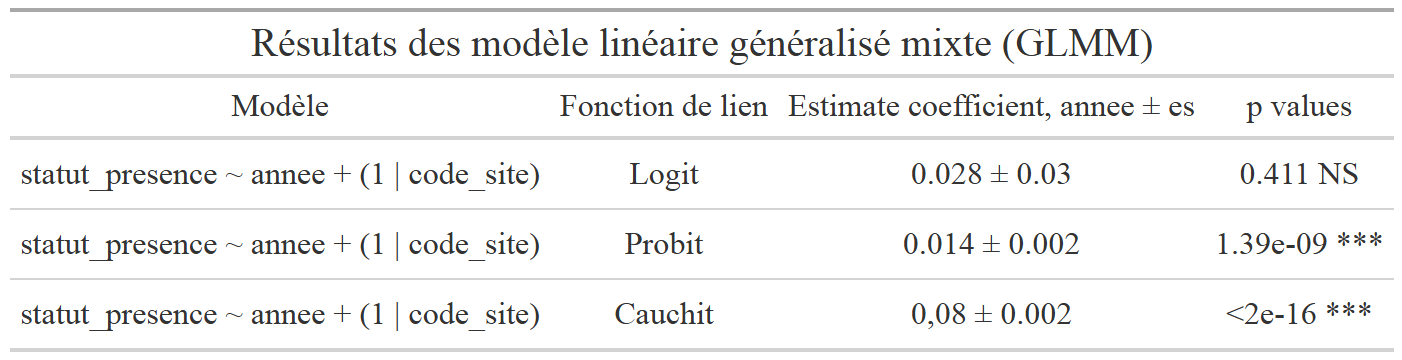 Résultats des modèle linéaire généralisé mixte (GLMM)
Modèle Fonction de lien Estimate coefficient, annee ± es p values
statut_presence ~ annee + (1 | code_site) Logit 0.028 ± 0.03 0.411 NS
statut_presence ~ annee + (1 | code_site) Probit 0.014 ± 0.002 1.39e-09 ***
statut_presence ~ annee + (1 | code_site) Cauchit 0,08 ± 0.002 <2e-16 ***